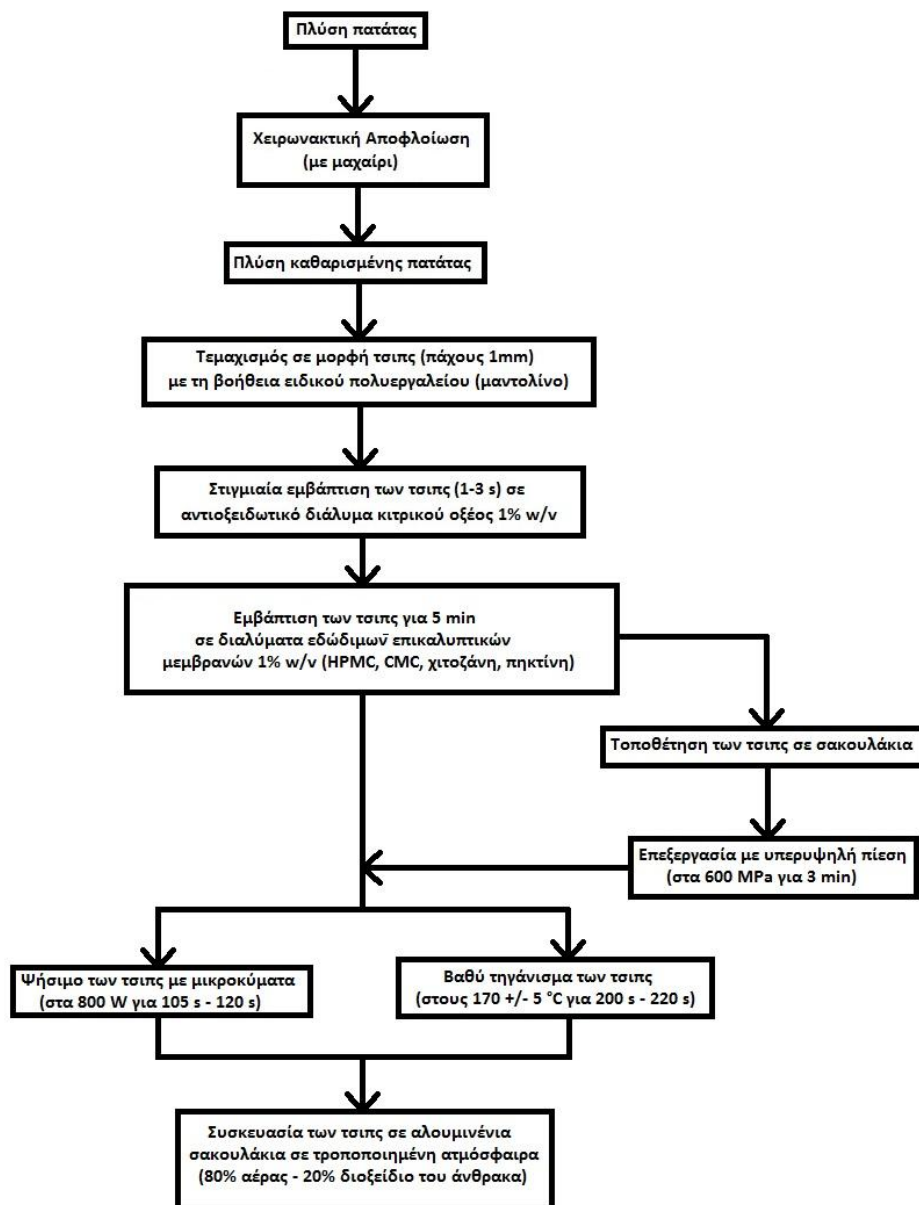 Πλύση πατάτας
Χειρωνακτική Αποφλοίωση
(με μαχαίρι)
Πλύση καθαρισμένης πατάτας
Τεμαχισμός σε μορφή τσιπς (πάχους 1mm)
με τη βοήθεια ειδικού πολυεργαλείου (μαντολίνο)
Στιγμιαία εμβάπτιση των τσιπς (1-3 s) σε
αντιοξειδωτικό διάλυμα κιτρικού οξέος 1% w/v
Εμβάπτιση των τσιπς για 5 min
σε διαλύματα εδώδιμων επικαλυπτικών
μεμβρανών 1% w/v (HPMC, CMC, χιτοζάνη, πηκτίνη)
Τοποθέτηση των τσιπς σε σακουλάκια
Επεξεργασία με υπερυψηλή πίεση
(στα 600 MPa για 3 min)
Ψήσιμο των τσιπς με μικροκύματα
(στα 800 W για 105 s - 120 s)
Βαθύ τηγάνισμα των τσιπς
(στους 170 +/- 5 °C για 200 s - 220 s)
Συσκευασία των τσιπς σε αλουμινένια
σακουλάκια σε τροποποιημένη ατμόσφαιρα
(80% αέρας - 20% διοξείδιο του άνθρακα)